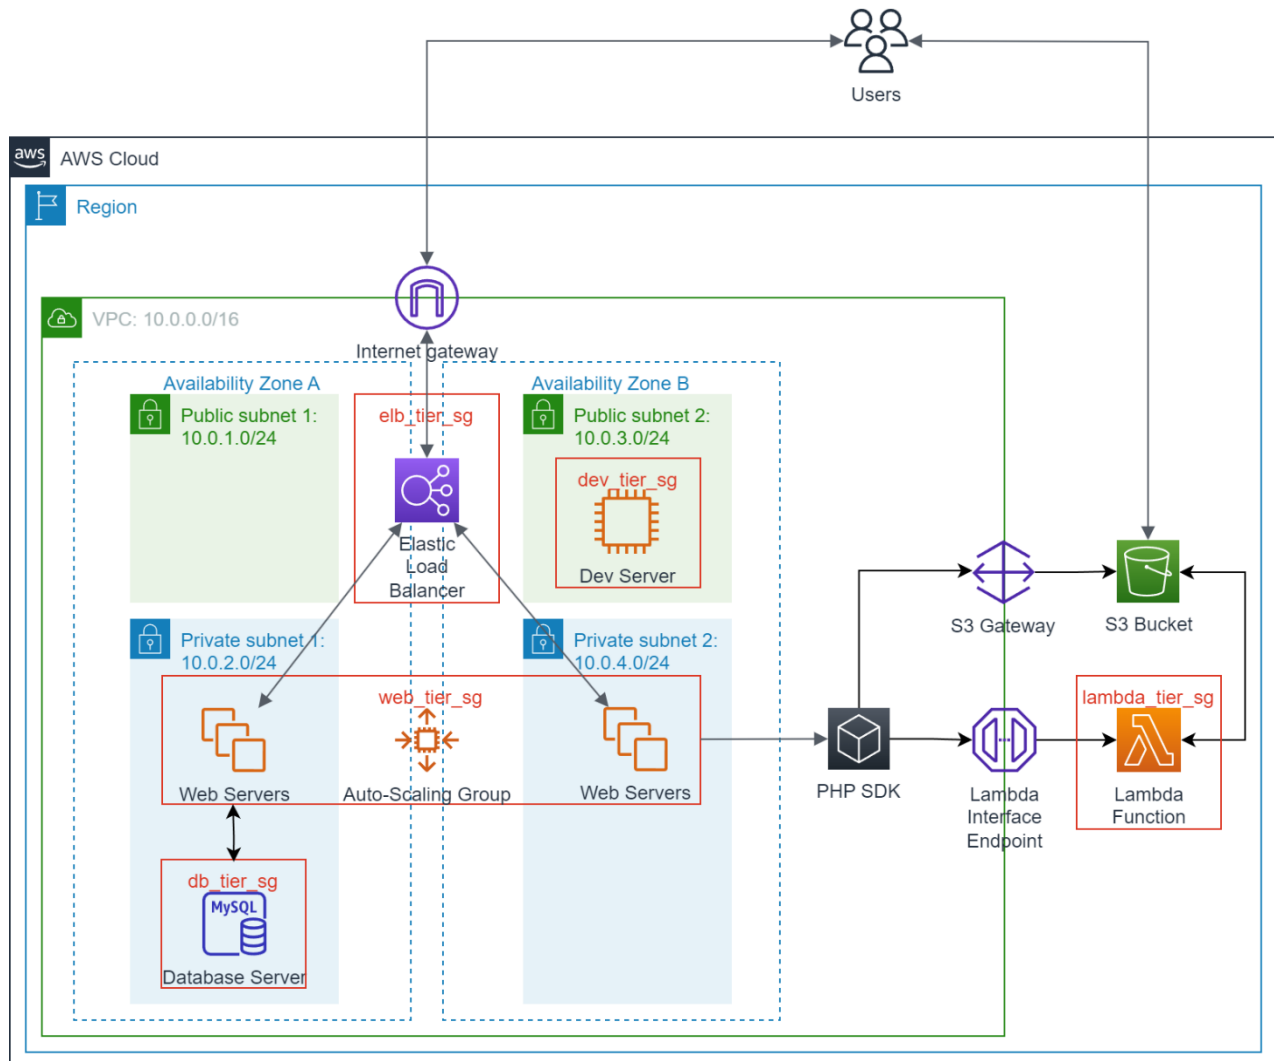 Users
aws
AWS Cloud
Region
VPC: 10.0.0.0/16
Internet gateway
Availability Zone A
Availability Zone B
Public subnet 1:
10.0.1.0/24
elb_tier_sg
Public subnet 2:
10.0.3.0/24
dev_tier_sg
Elastic
Load
Balancer
Dev Server
S3 Gateway
S3 Bucket
Private subnet 1:
10.0.2.0/24
Private subnet 2:
10.0.4.0/24
web_tier_sg
lambda_tier_sg
Web Servers
Auto-Scaling Group
Web Servers
PHP SDK
Lambda
Interface
Endpoint
Lambda
Function
db_tier_sg
MySQL
Database Server